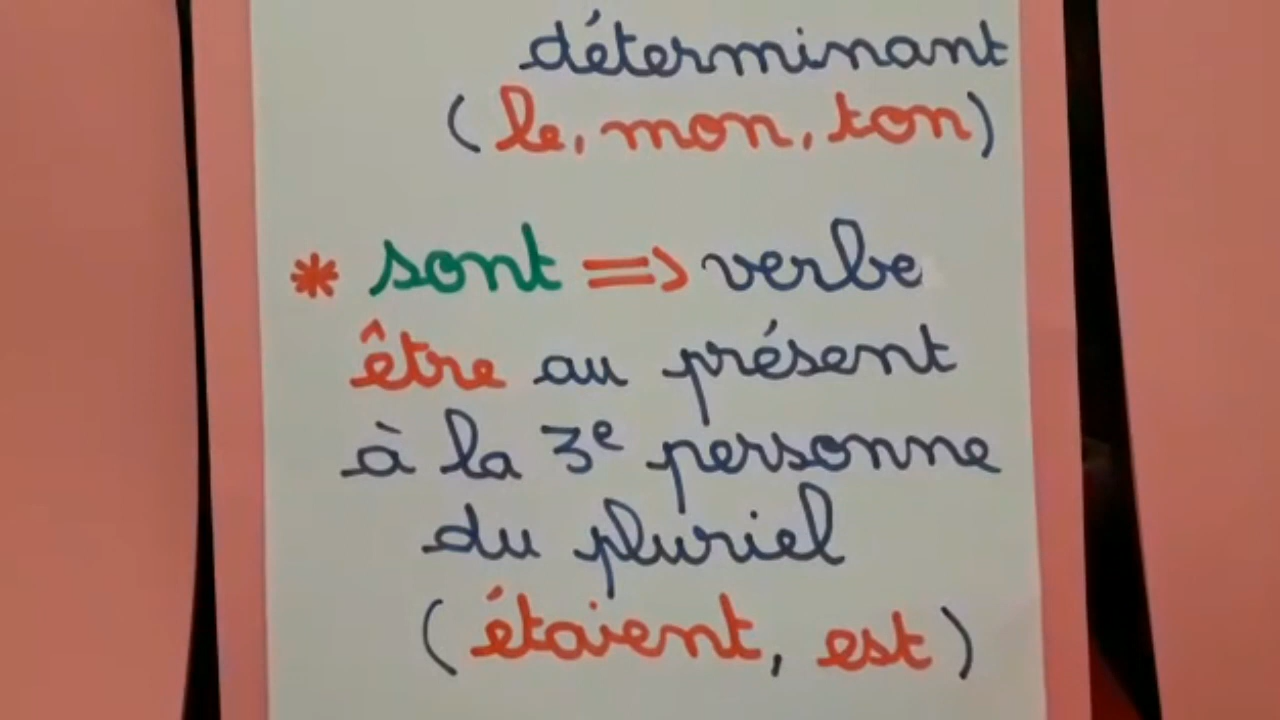 déterminant
(le, mon, ton)
* sont => verbe
être au présent
à la 3e personne
du pluriel
(étaient, est)